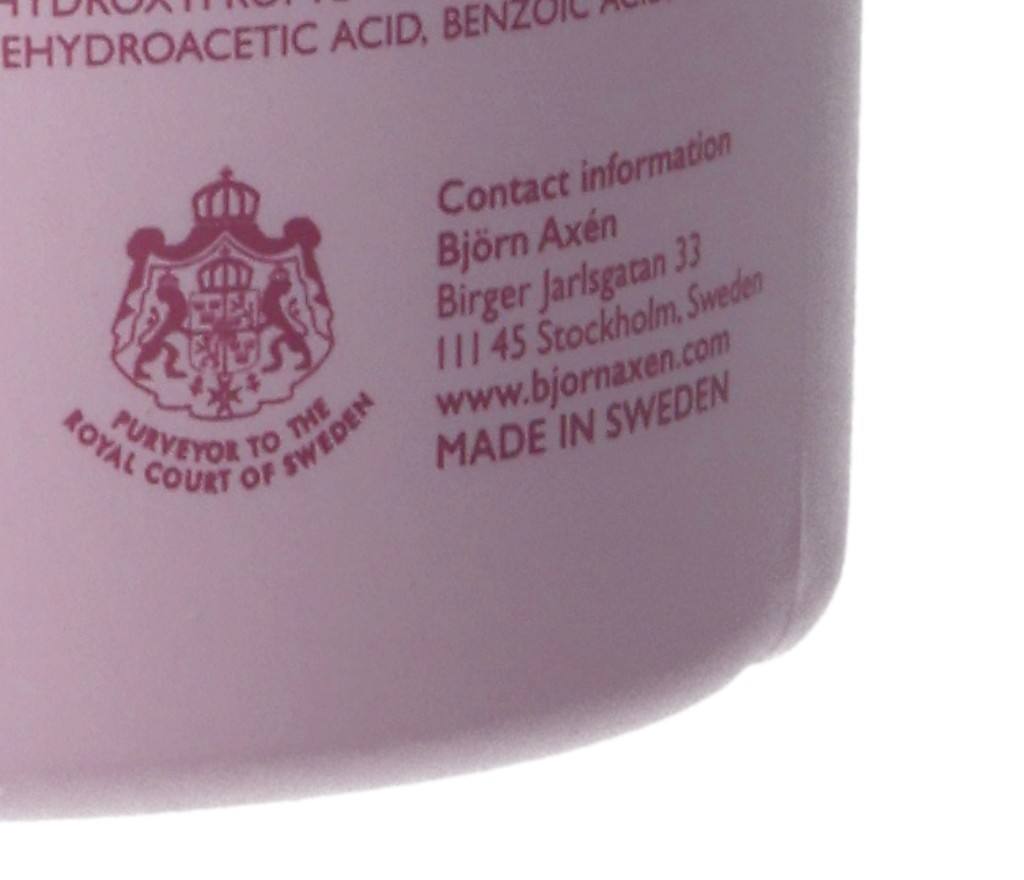 EHYDROACETIC ACID, BENZOIC
Contact information
Björn Axén
Birger Jarlsgatan 33
111 45 Stockholm, Sweden
www.bjornaxen.com
MADE IN SWEDEN
PURVEYOR TO THE
ROYAL COURT OF SWEDEN